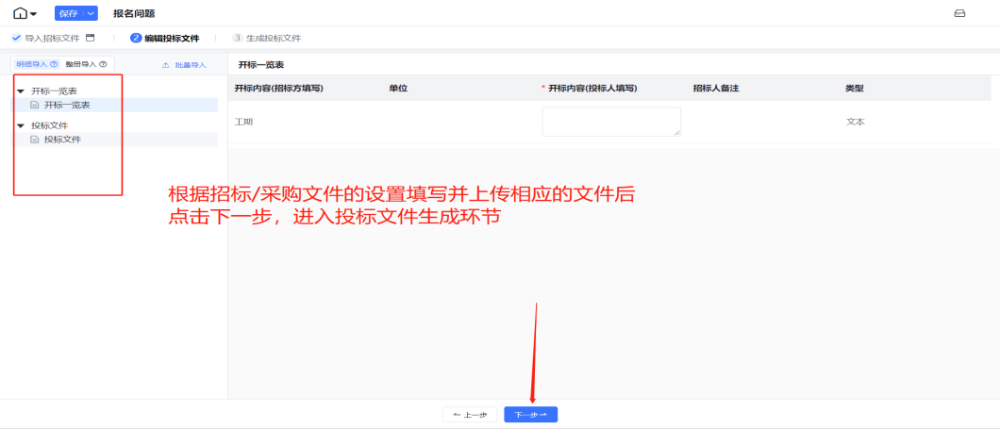 保存 报名问题
导入招标文件 2 编辑投标文件 3 生成投标文件
明细导入 整册导入 批量导入 开标一览表
开标内容(招标方填写) 单位 * 开标内容(投标人填写) 招标人备注 类型
开标一览表
开标一览表
工期 文本
投标文件
投标文件
根据招标/采购文件的设置填写并上传相应的文件后
点击下一步，进入投标文件生成环节
← 上一步 下一步→